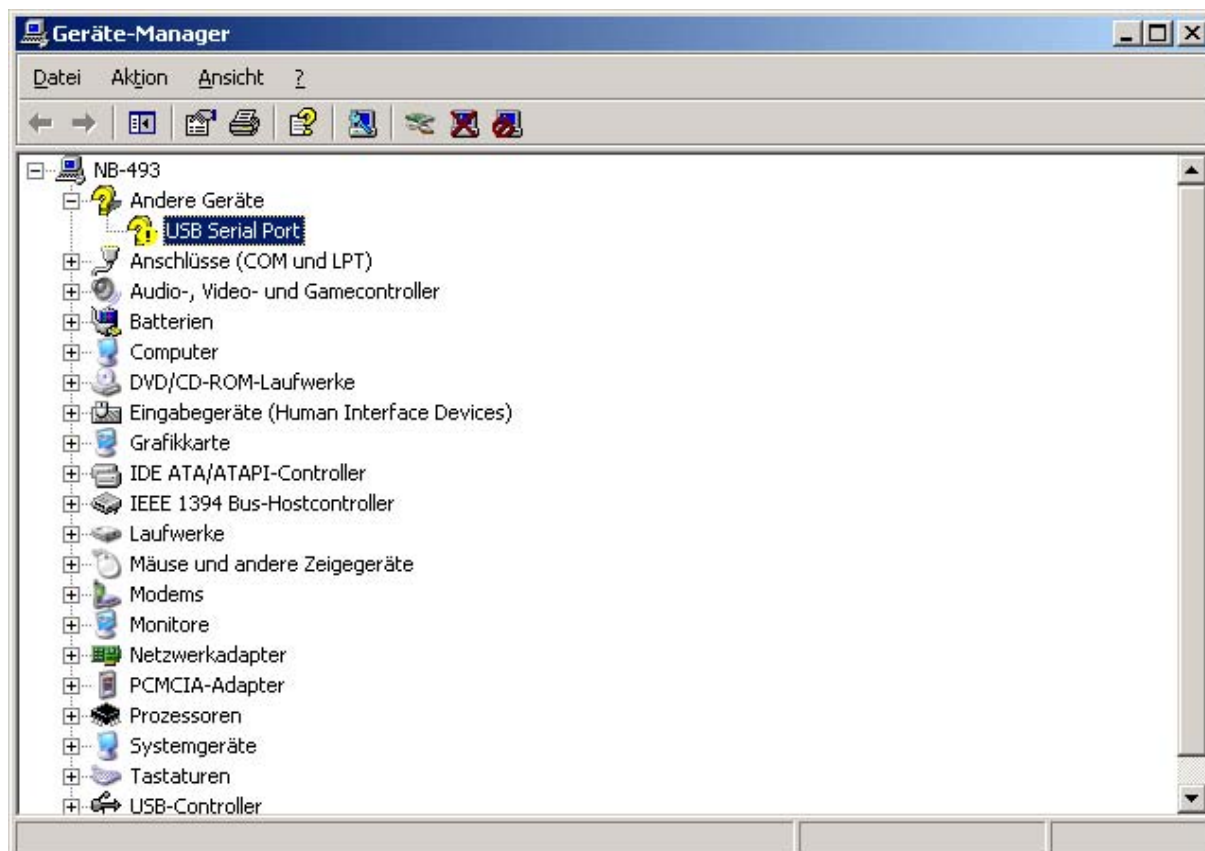 Geräte-Manager
Datei Aktion Ansicht ?
NB-493
Andere Geräte
USB Serial Port
Anschlüsse (COM und LPT)
Audio-, Video- und Gamecontroller
Batterien
Computer
DVD/CD-ROM-Laufwerke
Eingabegeräte (Human Interface Devices)
Grafikkarte
IDE ATA/ATAPI-Controller
IEEE 1394 Bus-Hostcontroller
Laufwerke
Mäuse und andere Zeigegeräte
Modems
Monitore
Netzwerkadapter
PCMCIA-Adapter
Prozessoren
Systemgeräte
Tastaturen
USB-Controller